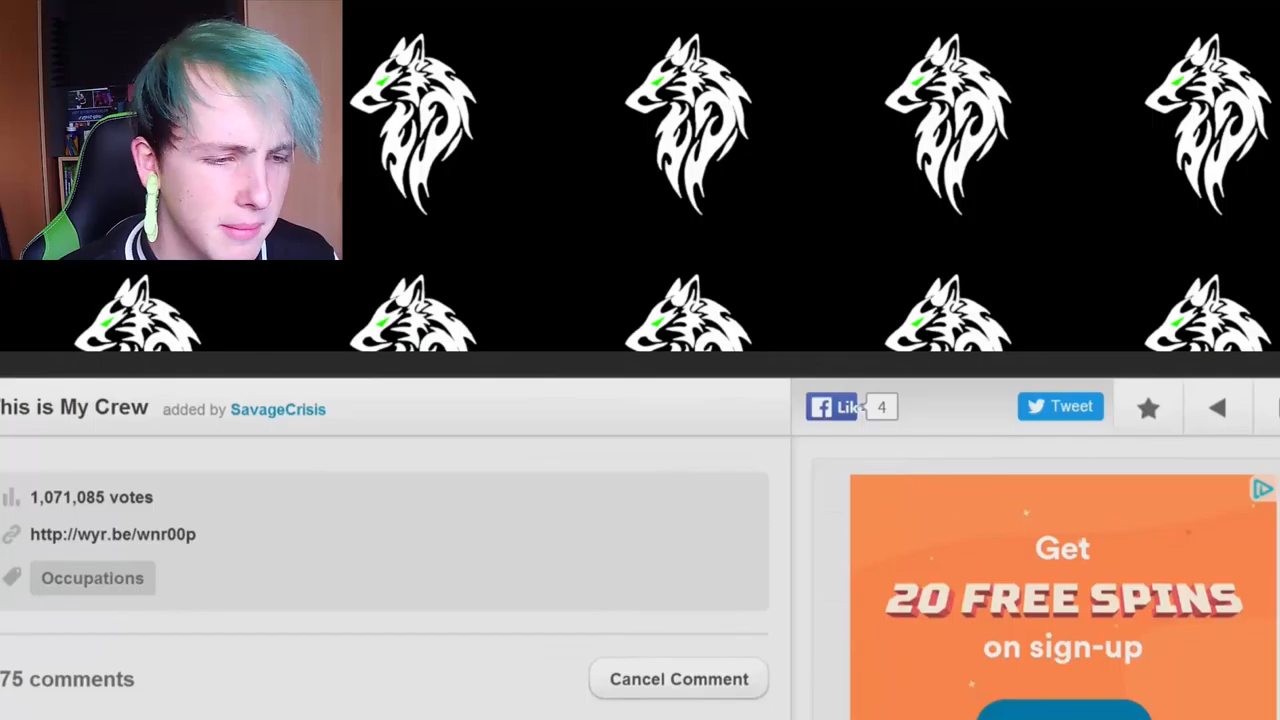 his is My Crew added by SavageCrisis
Lik 4
Tweet
1,071,085 votes
http://wyr.be/wnr00p
Occupations
75 comments
Cancel Comment
Get
20 FREE SPINS
on sign-up